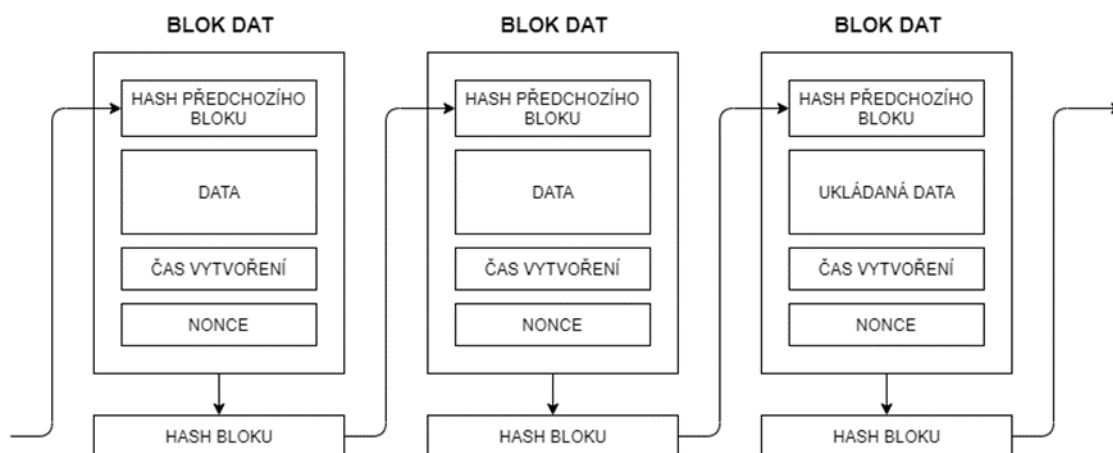 BLOK DAT
HASH PŘEDCHOZÍHO
BLOKU
DATA
ČAS VYTVOŘENÍ
NONCE
HASH BLOKU
BLOK DAT
HASH PŘEDCHOZÍHO
BLOKU
DATA
ČAS VYTVOŘENÍ
NONCE
HASH BLOKU
BLOK DAT
HASH PŘEDCHOZÍHO
BLOKU
UKLÁDANÁ DATA
ČAS VYTVOŘENÍ
NONCE
HASH BLOKU